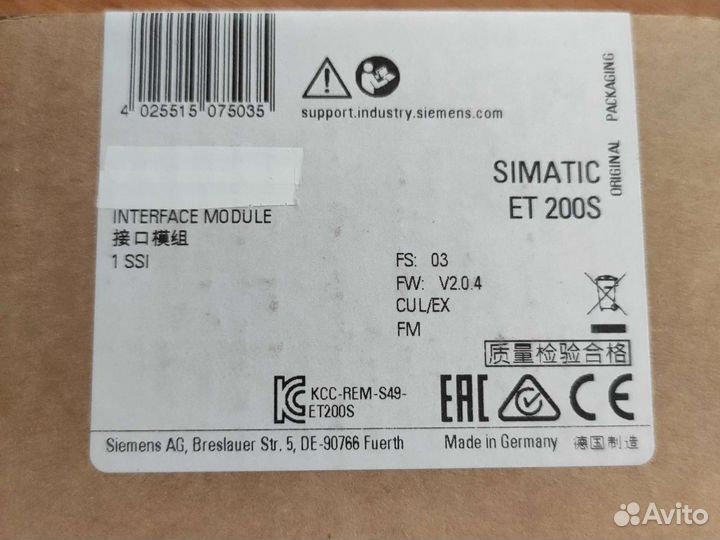 4 025515 075035
support.industry.siemens.com
ORIGINAL PACKAGING
SIMATIC
ET 200S
INTERFACE MODULE
接口模组
1 SSI
FS: 03
FW: V2.0.4
CUL/EX
FM
质量检验合格
KCC-REM-S49-
ET200S
EAC
CE
Siemens AG, Breslauer Str. 5, DE-90766 Fuerth
Made in Germany 德国制造
Avito